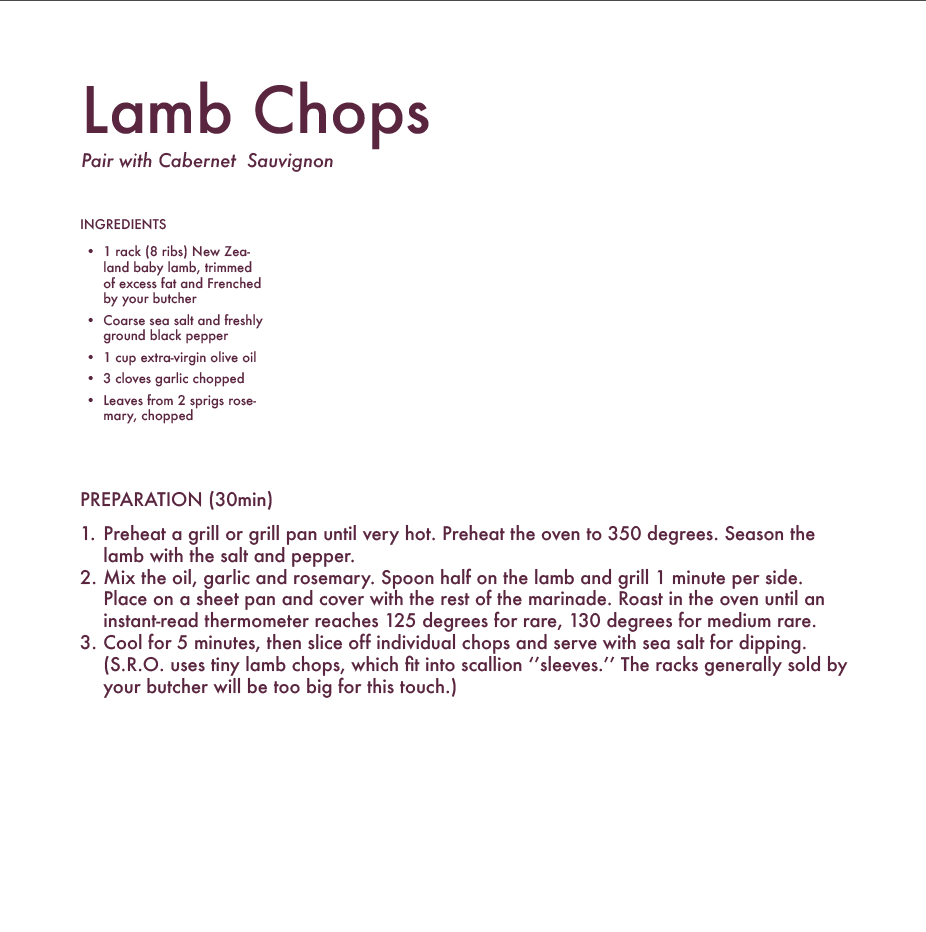 Lamb Chops
Pair with Cabernet  Sauvignon
INGREDIENTS
• 1 rack (8 ribs) New Zea-
land baby lamb, trimmed
of excess fat and Frenched
by your butcher
• Coarse sea salt and freshly
ground black pepper
• 1 cup extra-virgin olive oil
• 3 cloves garlic chopped
• Leaves from 2 sprigs rose-
mary, chopped
PREPARATION (30min)
1. Preheat a grill or grill pan until very hot. Preheat the oven to 350 degrees. Season the
lamb with the salt and pepper.
2. Mix the oil, garlic and rosemary. Spoon half on the lamb and grill 1 minute per side.
Place on a sheet pan and cover with the rest of the marinade. Roast in the oven until an
instant-read thermometer reaches 125 degrees for rare, 130 degrees for medium rare.
3. Cool for 5 minutes, then slice off individual chops and serve with sea salt for dipping.
(S.R.O. uses tiny lamb chops, which fit into scallion ’’sleeves.’’ The racks generally sold by
your butcher will be too big for this touch.)